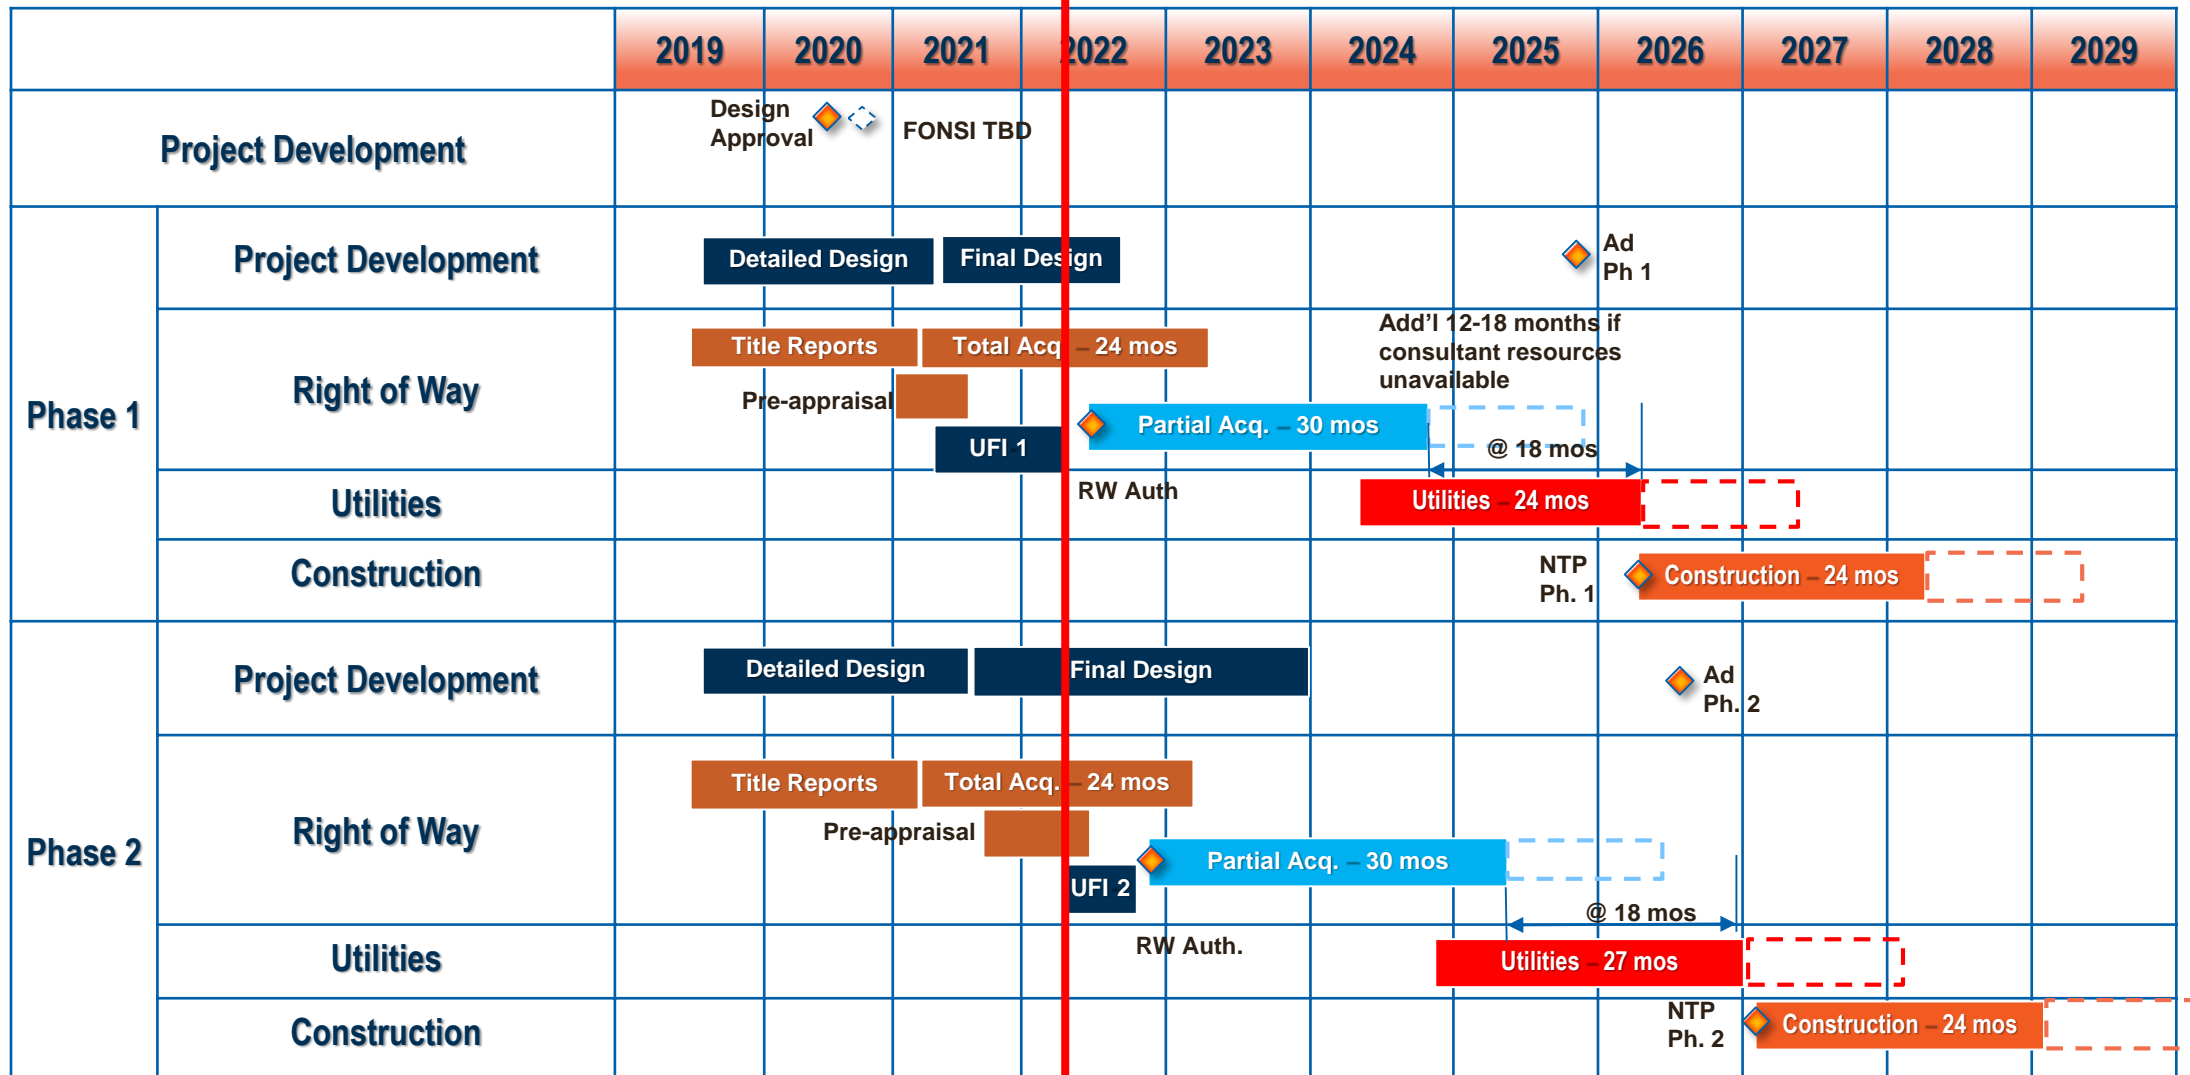 2019 2020 2021 2022 2023 2024 2025 2026 2027 2028 2029
Project Development
Design
Approval
FONSI TBD
Phase 1
Project Development
Detailed Design
Final Design
Ad
Ph 1
Right of Way
Title Reports
Total Acq. – 24 mos
Pre-appraisal
UFI 1
Partial Acq. – 30 mos
Add’l 12-18 months if
consultant resources
unavailable
@ 18 mos
RW Auth
Utilities
Utilities – 24 mos
Construction
NTP
Ph. 1
Construction – 24 mos
Phase 2
Project Development
Detailed Design
Final Design
Ad
Ph. 2
Right of Way
Title Reports
Total Acq. – 24 mos
Pre-appraisal
UFI 2
Partial Acq. – 30 mos
@ 18 mos
RW Auth.
Utilities
Utilities – 27 mos
Construction
NTP
Ph. 2
Construction – 24 mos